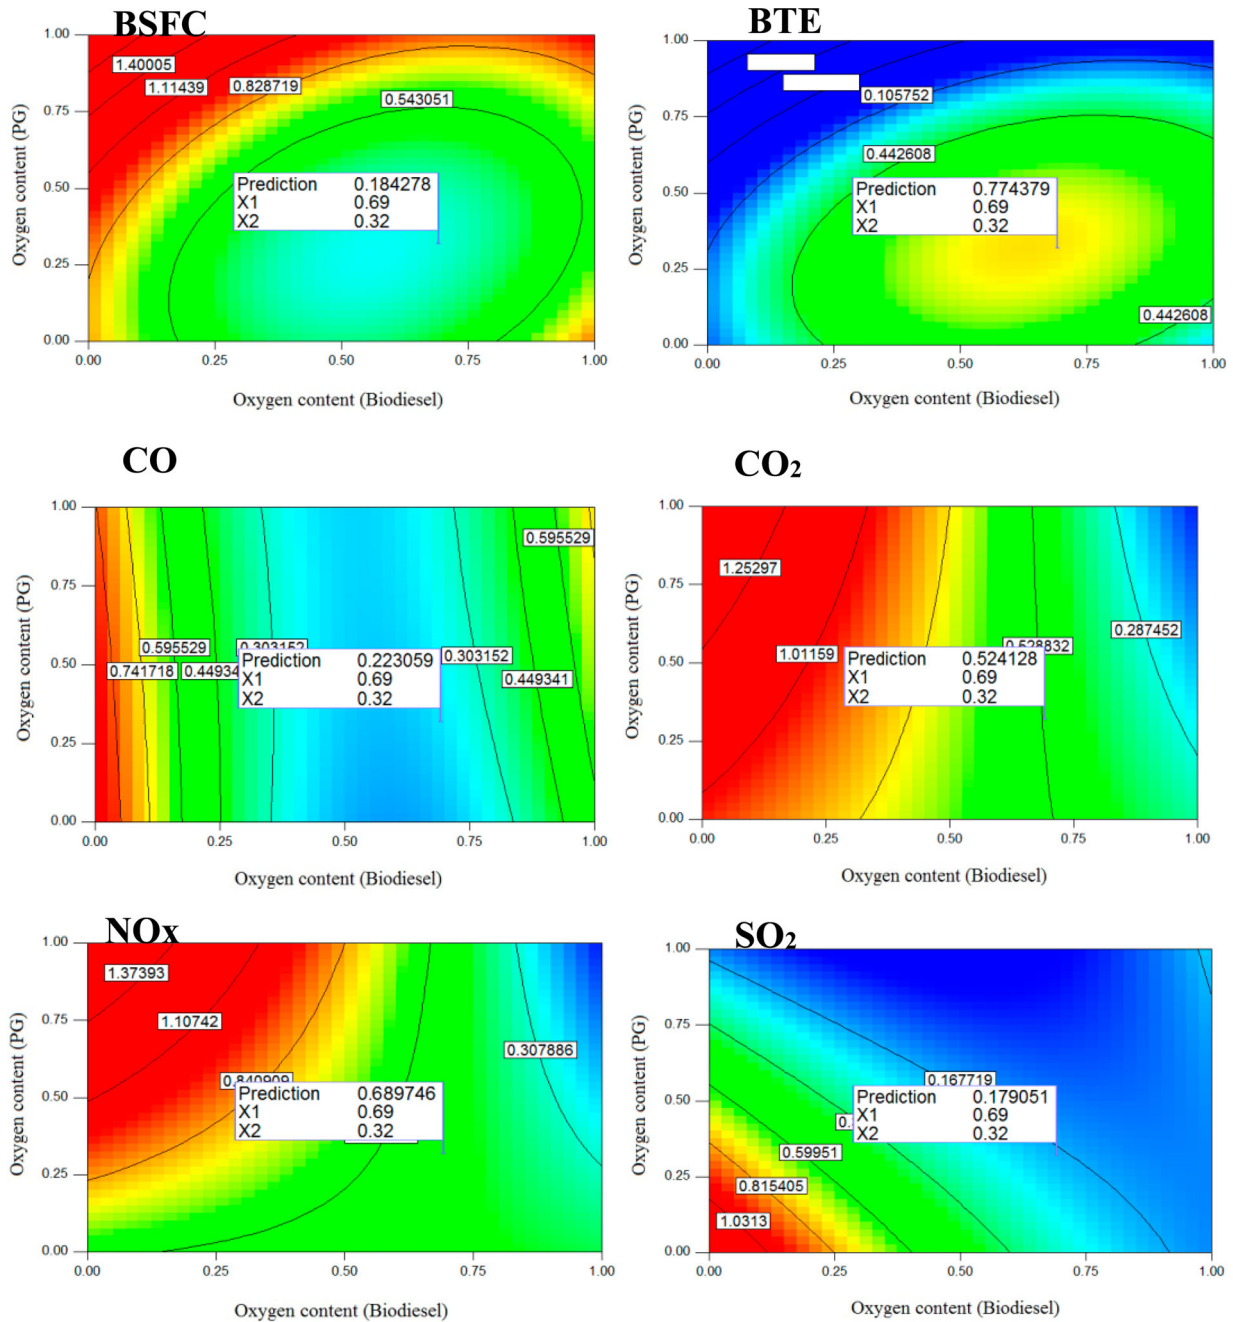 BSFC
1.00
1.40005
1.11439
0.828719
0.543051
0.75
Oxygen content (PG)
0.50
Prediction 0.184278
X1 0.69
X2 0.32
0.25
0.00
0.00 0.25 0.50 0.75 1.00
Oxygen content (Biodiesel)
BTE
1.00
0.105752
0.75
0.442608
Oxygen content (PG)
0.50
Prediction 0.774379
X1 0.69
X2 0.32
0.25
0.442608
0.00
0.00 0.25 0.50 0.75 1.00
Oxygen content (Biodiesel)
CO
1.00
0.595529
0.75
Oxygen content (PG)
0.595529
0.303152
0.303152
0.50
0.741718
0.44934
0.449341
Prediction 0.223059
X1 0.69
X2 0.32
0.25
0.00
0.00 0.25 0.50 0.75 1.00
Oxygen content (Biodiesel)
CO₂
1.00
1.25297
0.75
Oxygen content (PG)
0.287452
0.528832
1.01159
0.50
Prediction 0.524128
X1 0.69
X2 0.32
0.25
0.00
0.00 0.25 0.50 0.75 1.00
Oxygen content (Biodiesel)
NOx
1.00
1.37393
0.75
1.10742
Oxygen content (PG)
0.307886
0.840909
0.50
Prediction 0.689746
X1 0.69
X2 0.32
0.25
0.00
0.00 0.25 0.50 0.75 1.00
Oxygen content (Biodiesel)
SO₂
1.00
0.75
Oxygen content (PG)
0.167719
0.50
Prediction 0.179051
X1 0.69
X2 0.32
0.59951
0.25
0.815405
1.0313
0.00
0.00 0.25 0.50 0.75 1.00
Oxygen content (Biodiesel)